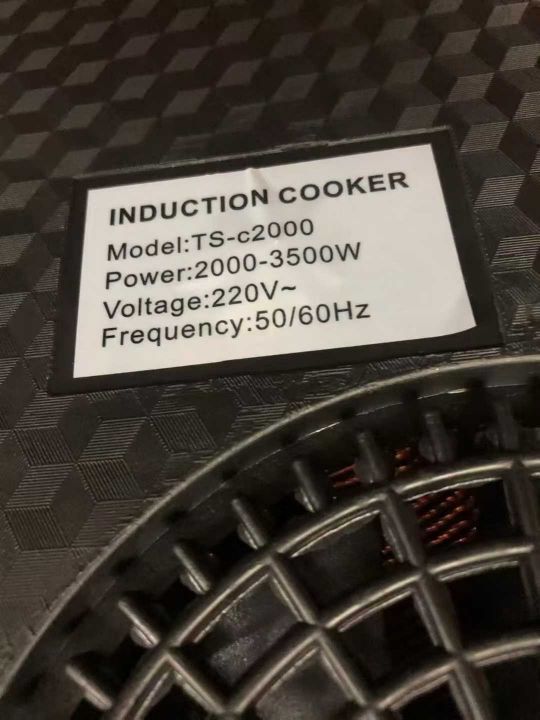 INDUCTION COOKER
Model:TS-c2000
Power:2000-3500W
Voltage:220V~
Frequency:50/60Hz